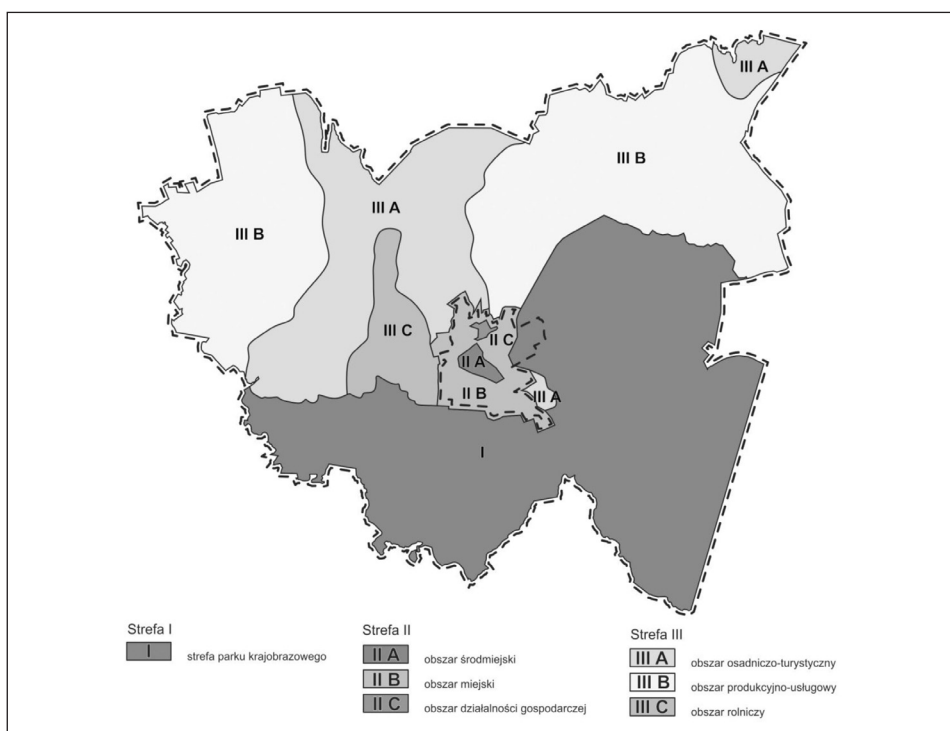 III A
III B
III A
III B
III C
II C
II A
II B
III A
I
Strefa I
I strefa parku krajobrazowego
Strefa II
II A obszar środmiejski
II B obszar miejski
II C obszar działalności gospodarczej
Strefa III
III A obszar osadniczo-turystyczny
III B obszar produkcyjno-usługowy
III C obszar rolniczy